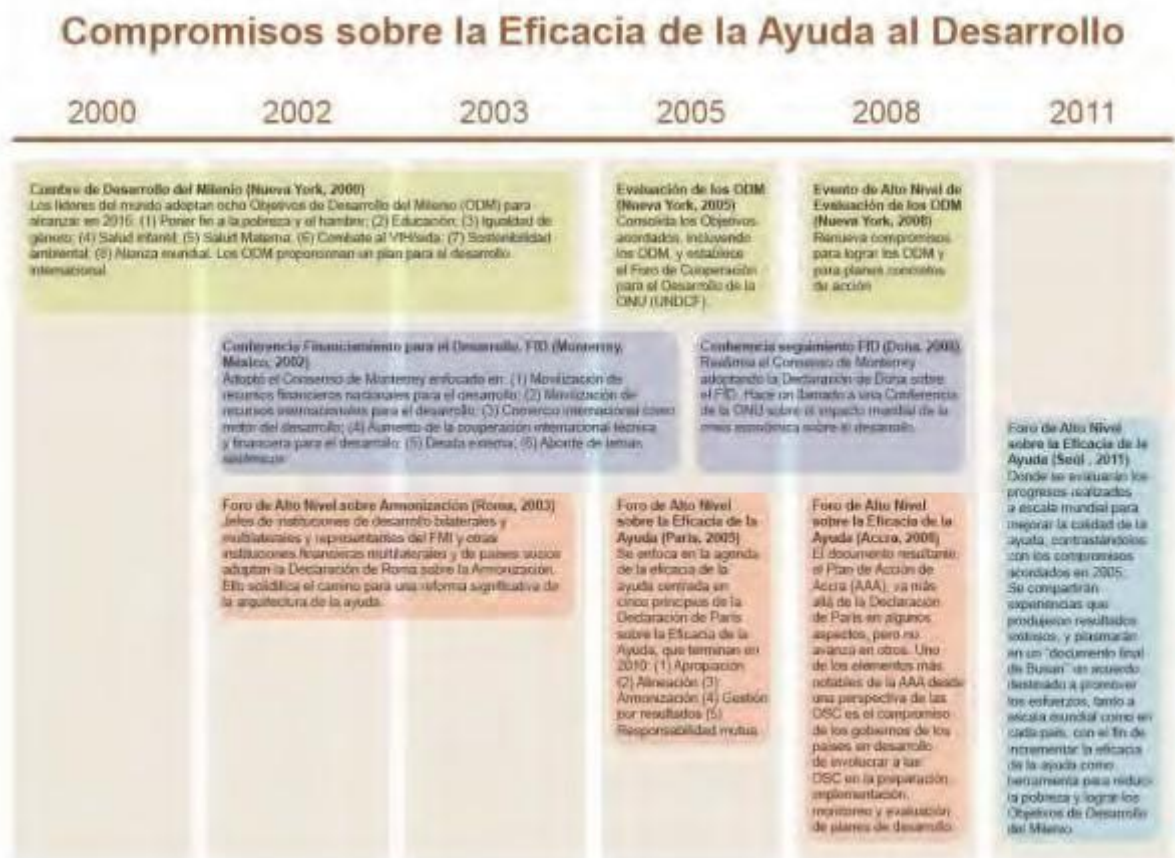 Compromisos sobre la Eficacia de la Ayuda al Desarrollo
2000 2002 2003 2005 2008 2011
Cumbre de Desarrollo del Milenio (Nueva York, 2000)
Los líderes del mundo adoptan ocho Objetivos de Desarrollo del Milenio (ODM) para
alcanzar en 2015: (1) Poner fin a la pobreza y el hambre; (2) Educación; (3) Igualdad de
género; (4) Salud infantil; (5) Salud Materna; (6) Combate al VIH/sida; (7) Sostenibilidad
ambiental; (8) Alianza mundial. Los ODM proporcionan un plan para el desarrollo
internacional.
Evaluación de los ODM
(Nueva York, 2005)
Consolida los Objetivos
acordados, incluyendo
los ODM, y establece
el Foro de Cooperación
para el Desarrollo de la
ONU (UNDCF).
Evento de Alto Nivel de
Evaluación de los ODM
(Nueva York, 2008)
Renueva compromisos
para lograr los ODM y
para planes concretos
de acción
Conferencia Financiamiento para el Desarrollo, FfD (Monterrey,
México, 2002)
Adoptó el Consenso de Monterrey enfocado en: (1) Movilización de
recursos financieros nacionales para el desarrollo; (2) Movilización de
recursos internacionales para el desarrollo; (3) Comercio internacional como
motor del desarrollo; (4) Aumento de la cooperación internacional técnica
y financiera para el desarrollo; (5) Deuda externa; (6) Aborde de temas
sistémicos
Conferencia seguimiento FfD (Doha, 2008)
Reafirma el Consenso de Monterrey
adoptando la Declaración de Doha sobre
el FfD. Hace un llamado a una Conferencia
de la ONU sobre el impacto mundial de la
crisis económica sobre el desarrollo.
Foro de Alto Nivel sobre Armonización (Roma, 2003)
Jefes de instituciones de desarrollo bilaterales y
multilaterales y representantes del FMI y otras
instituciones financieras multilaterales y de países socios
adoptan la Declaración de Roma sobre la Armonización.
Ello solidifica el camino para una reforma significativa de
la arquitectura de la ayuda.
Foro de Alto Nivel
sobre la Eficacia de la
Ayuda (Paris, 2005)
Se enfoca en la agenda
de la eficacia de la
ayuda centrada en
cinco principios de la
Declaración de Paris
sobre la Eficacia de la
Ayuda, que terminan en
2010: (1) Apropiación
(2) Alineación (3)
Armonización (4) Gestión
por resultados (5)
Responsabilidad mutua.
Foro de Alto Nivel
sobre la Eficacia de la
Ayuda (Accra, 2008)
El documento resultante,
el Plan de Acción de
Accra (AAA), va más
allá de la Declaración
de Paris en algunos
aspectos, pero no
avanza en otros. Uno
de los elementos más
notables de la AAA desde
una perspectiva de las
OSC es el compromiso
de los gobiernos de los
países en desarrollo
de involucrar a las
OSC en la preparación,
implementación,
monitoreo y evaluación
de planes de desarrollo.
Foro de Alto Nivel
sobre la Eficacia de la
Ayuda (Seúl , 2011)
Donde se evaluarán los
progresos realizados
a escala mundial para
mejorar la calidad de la
ayuda, contrastándolos
con los compromisos
acordados en 2005.
Se compartirán
experiencias que
produjeron resultados
exitosos, y plasmarán
en un "documento final
de Busan" un acuerdo
destinado a promover
los esfuerzos, tanto a
escala mundial como en
cada país, con el fin de
incrementar la eficacia
de la ayuda como
herramienta para reducir
la pobreza y lograr los
Objetivos de Desarrollo
del Milenio.